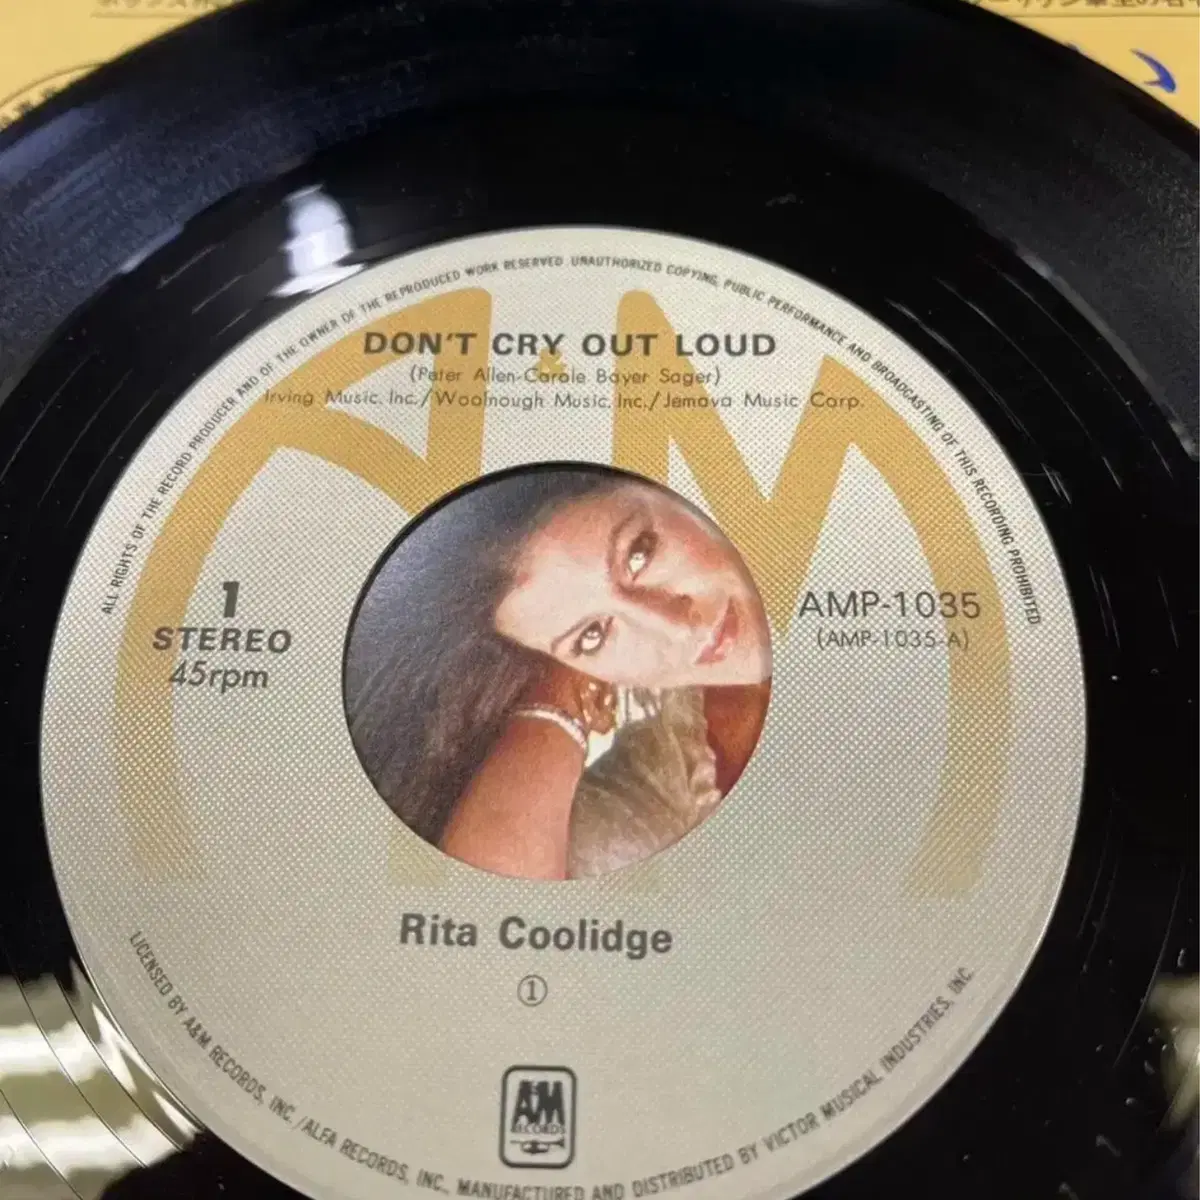 ALL RIGHTS OF THE RECORD PRODUCER AND OF THE OWNER OF THE REPRODUCED WORK RESERVED. UNAUTHORIZED COPYING, PUBLIC PERFORMANCE AND BROADCASTING OF THIS RECORDING PROHIBITED
DON'T CRY OUT LOUD
(Peter Allen-Carole Bayer Sager)
Irving Music, Inc./Woolnough Music, Inc./Jemava Music Corp.
1
STEREO
45rpm
AMP-1035
(AMP-1035-A)
Rita Coolidge
①
A&M
RECORDS
LICENSED BY A&M RECORDS, INC./ALFA RECORDS, INC., MANUFACTURED AND DISTRIBUTED BY VICTOR MUSICAL INDUSTRIES, INC.